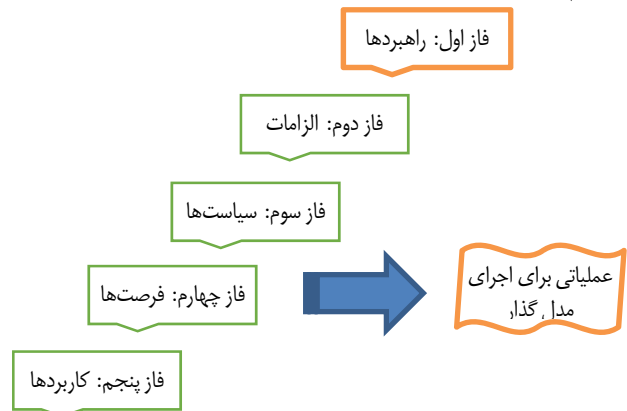 فاز اول: راهبردها
فاز دوم: الزامات
فاز سوم: سیاست‌ها
فاز چهارم: فرصت‌ها
فاز پنجم: کاربردها
عملیاتی برای اجرای
مدل گذار